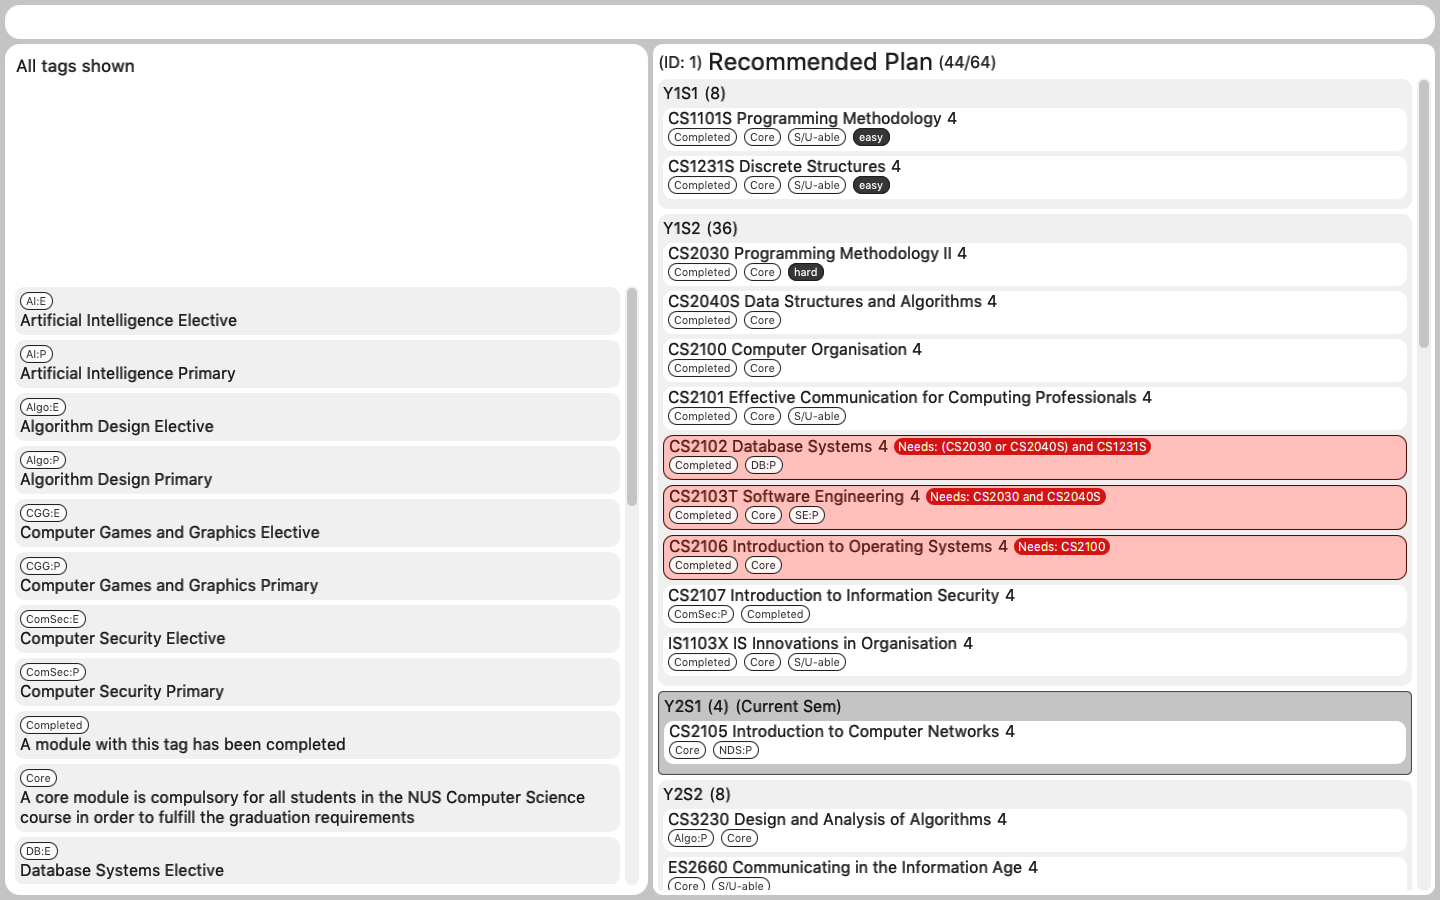 All tags shown
AI:E
Artificial Intelligence Elective
AI:P
Artificial Intelligence Primary
Algo:E
Algorithm Design Elective
Algo:P
Algorithm Design Primary
CGG:E
Computer Games and Graphics Elective
CGG:P
Computer Games and Graphics Primary
ComSec:E
Computer Security Elective
ComSec:P
Computer Security Primary
Completed
A module with this tag has been completed
Core
A core module is compulsory for all students in the NUS Computer Science
course in order to fulfill the graduation requirements
DB:E
Database Systems Elective
(ID: 1) Recommended Plan (44/64)
Y1S1 (8)
CS1101S Programming Methodology 4
Completed Core S/U-able easy
CS1231S Discrete Structures 4
Completed Core S/U-able easy
Y1S2 (36)
CS2030 Programming Methodology II 4
Completed Core hard
CS2040S Data Structures and Algorithms 4
Completed Core
CS2100 Computer Organisation 4
Completed Core
CS2101 Effective Communication for Computing Professionals 4
Completed Core S/U-able
CS2102 Database Systems 4 Needs: (CS2030 or CS2040S) and CS1231S
Completed DB:P
CS2103T Software Engineering 4 Needs: CS2030 and CS2040S
Completed Core SE:P
CS2106 Introduction to Operating Systems 4 Needs: CS2100
Completed Core
CS2107 Introduction to Information Security 4
ComSec:P Completed
IS1103X IS Innovations in Organisation 4
Completed Core S/U-able
Y2S1 (4) (Current Sem)
CS2105 Introduction to Computer Networks 4
Core NDS:P
Y2S2 (8)
CS3230 Design and Analysis of Algorithms 4
Algo:P Core
ES2660 Communicating in the Information Age 4
Core S/U-able